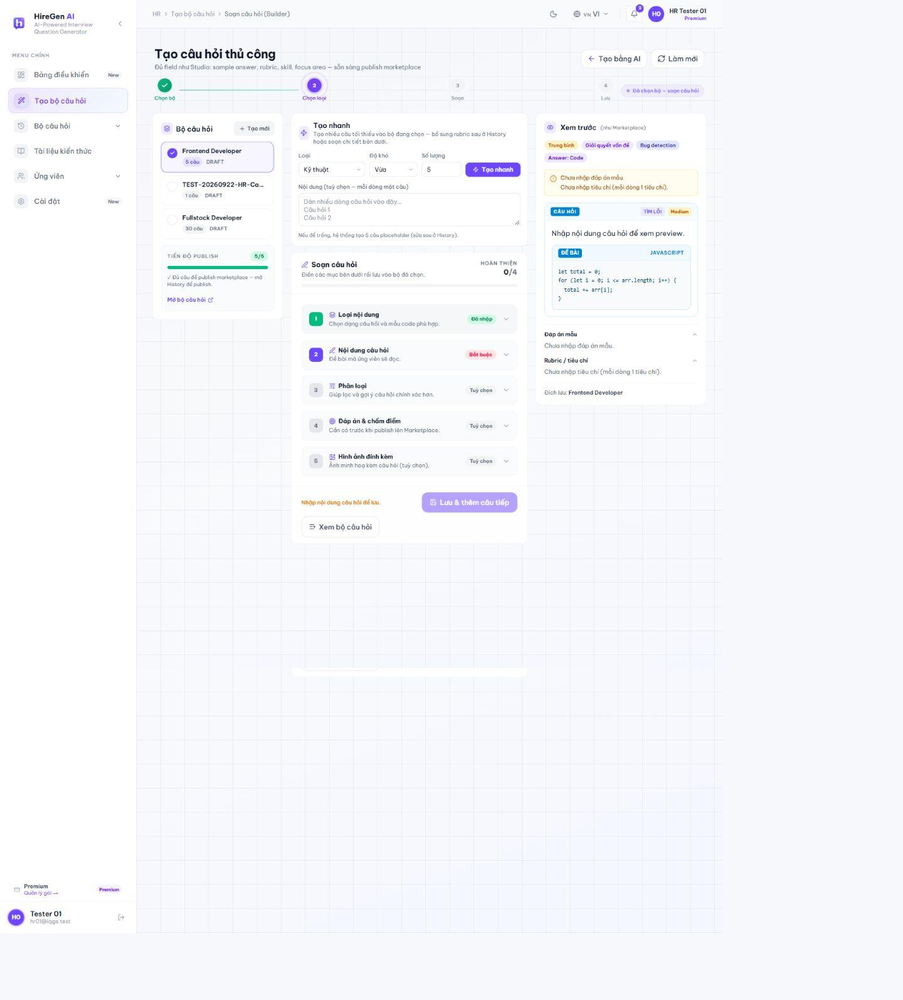 HireGen AI
AI-Powered Interview
Question Generator
MENU CHÍNH
Bảng điều khiển New
Tạo bộ câu hỏi
Bộ câu hỏi
Tài liệu kiến thức
Ứng viên
Cài đặt New
Premium
Quản lý gói → Premium
H0 Tester 01
hr01@iqgs.test
HR > Tạo bộ câu hỏi > Soạn câu hỏi (Builder)
VN VI
3
H0 HR Tester 01
Premium
Tạo câu hỏi thủ công
Đủ field như Studio: sample answer, rubric, skill, focus area — sẵn sàng publish marketplace
Tạo bằng AI
Làm mới
Chọn bộ
2
Chọn loại
3
Soạn
4
Lưu
Đã chọn bộ — soạn câu hỏi
Bộ câu hỏi
+ Tạo mới
Frontend Developer
5 câu DRAFT
TEST-20260922-HR-Ca...
1 câu DRAFT
Fullstack Developer
30 câu DRAFT
TIẾN ĐỘ PUBLISH 5/5
✓ Đủ câu để publish marketplace — mở
History để publish.
Mở bộ câu hỏi
Tạo nhanh
Tạo nhiều câu tối thiểu vào bộ đang chọn — bổ sung rubric sau ở History
hoặc soạn chi tiết bên dưới.
Loại Độ khó Số lượng
Kỹ thuật Vừa 5 Tạo nhanh
Nội dung (tuỳ chọn — mỗi dòng một câu)
Dán nhiều dòng câu hỏi vào đây...
Câu hỏi 1
Câu hỏi 2
Nếu để trống, hệ thống tạo 5 câu placeholder (sửa sau ở History).
Soạn câu hỏi
Điền các mục bên dưới rồi lưu vào bộ đã chọn.
HOÀN THIỆN
0/4
1 Loại nội dung
Chọn dạng câu hỏi và mẫu code phù hợp.
Đã nhập
2 Nội dung câu hỏi
Đề bài mà ứng viên sẽ đọc.
Bắt buộc
3 Phân loại
Giúp lọc và gợi ý câu hỏi chính xác hơn.
Tuỳ chọn
4 Đáp án & chấm điểm
Cần có trước khi publish lên Marketplace.
Tuỳ chọn
5 Hình ảnh đính kèm
Ảnh minh hoạ kèm câu hỏi (tuỳ chọn).
Tuỳ chọn
Nhập nội dung câu hỏi để lưu.
Lưu & thêm câu tiếp
Xem bộ câu hỏi
Xem trước (như Marketplace)
Trung bình Giải quyết vấn đề Bug detection
Answer: Code
Chưa nhập đáp án mẫu.
Chưa nhập tiêu chí (mỗi dòng 1 tiêu chí).
CÂU HỎI TÌM LỖI Medium
Nhập nội dung câu hỏi để xem preview.
ĐỀ BÀI JAVASCRIPT
let total = 0;
for (let i = 0; i <= arr.length; i++) {
total += arr[i];
}
Đáp án mẫu
Chưa nhập đáp án mẫu.
Rubric / tiêu chí
Chưa nhập tiêu chí (mỗi dòng 1 tiêu chí).
Đích lưu: Frontend Developer